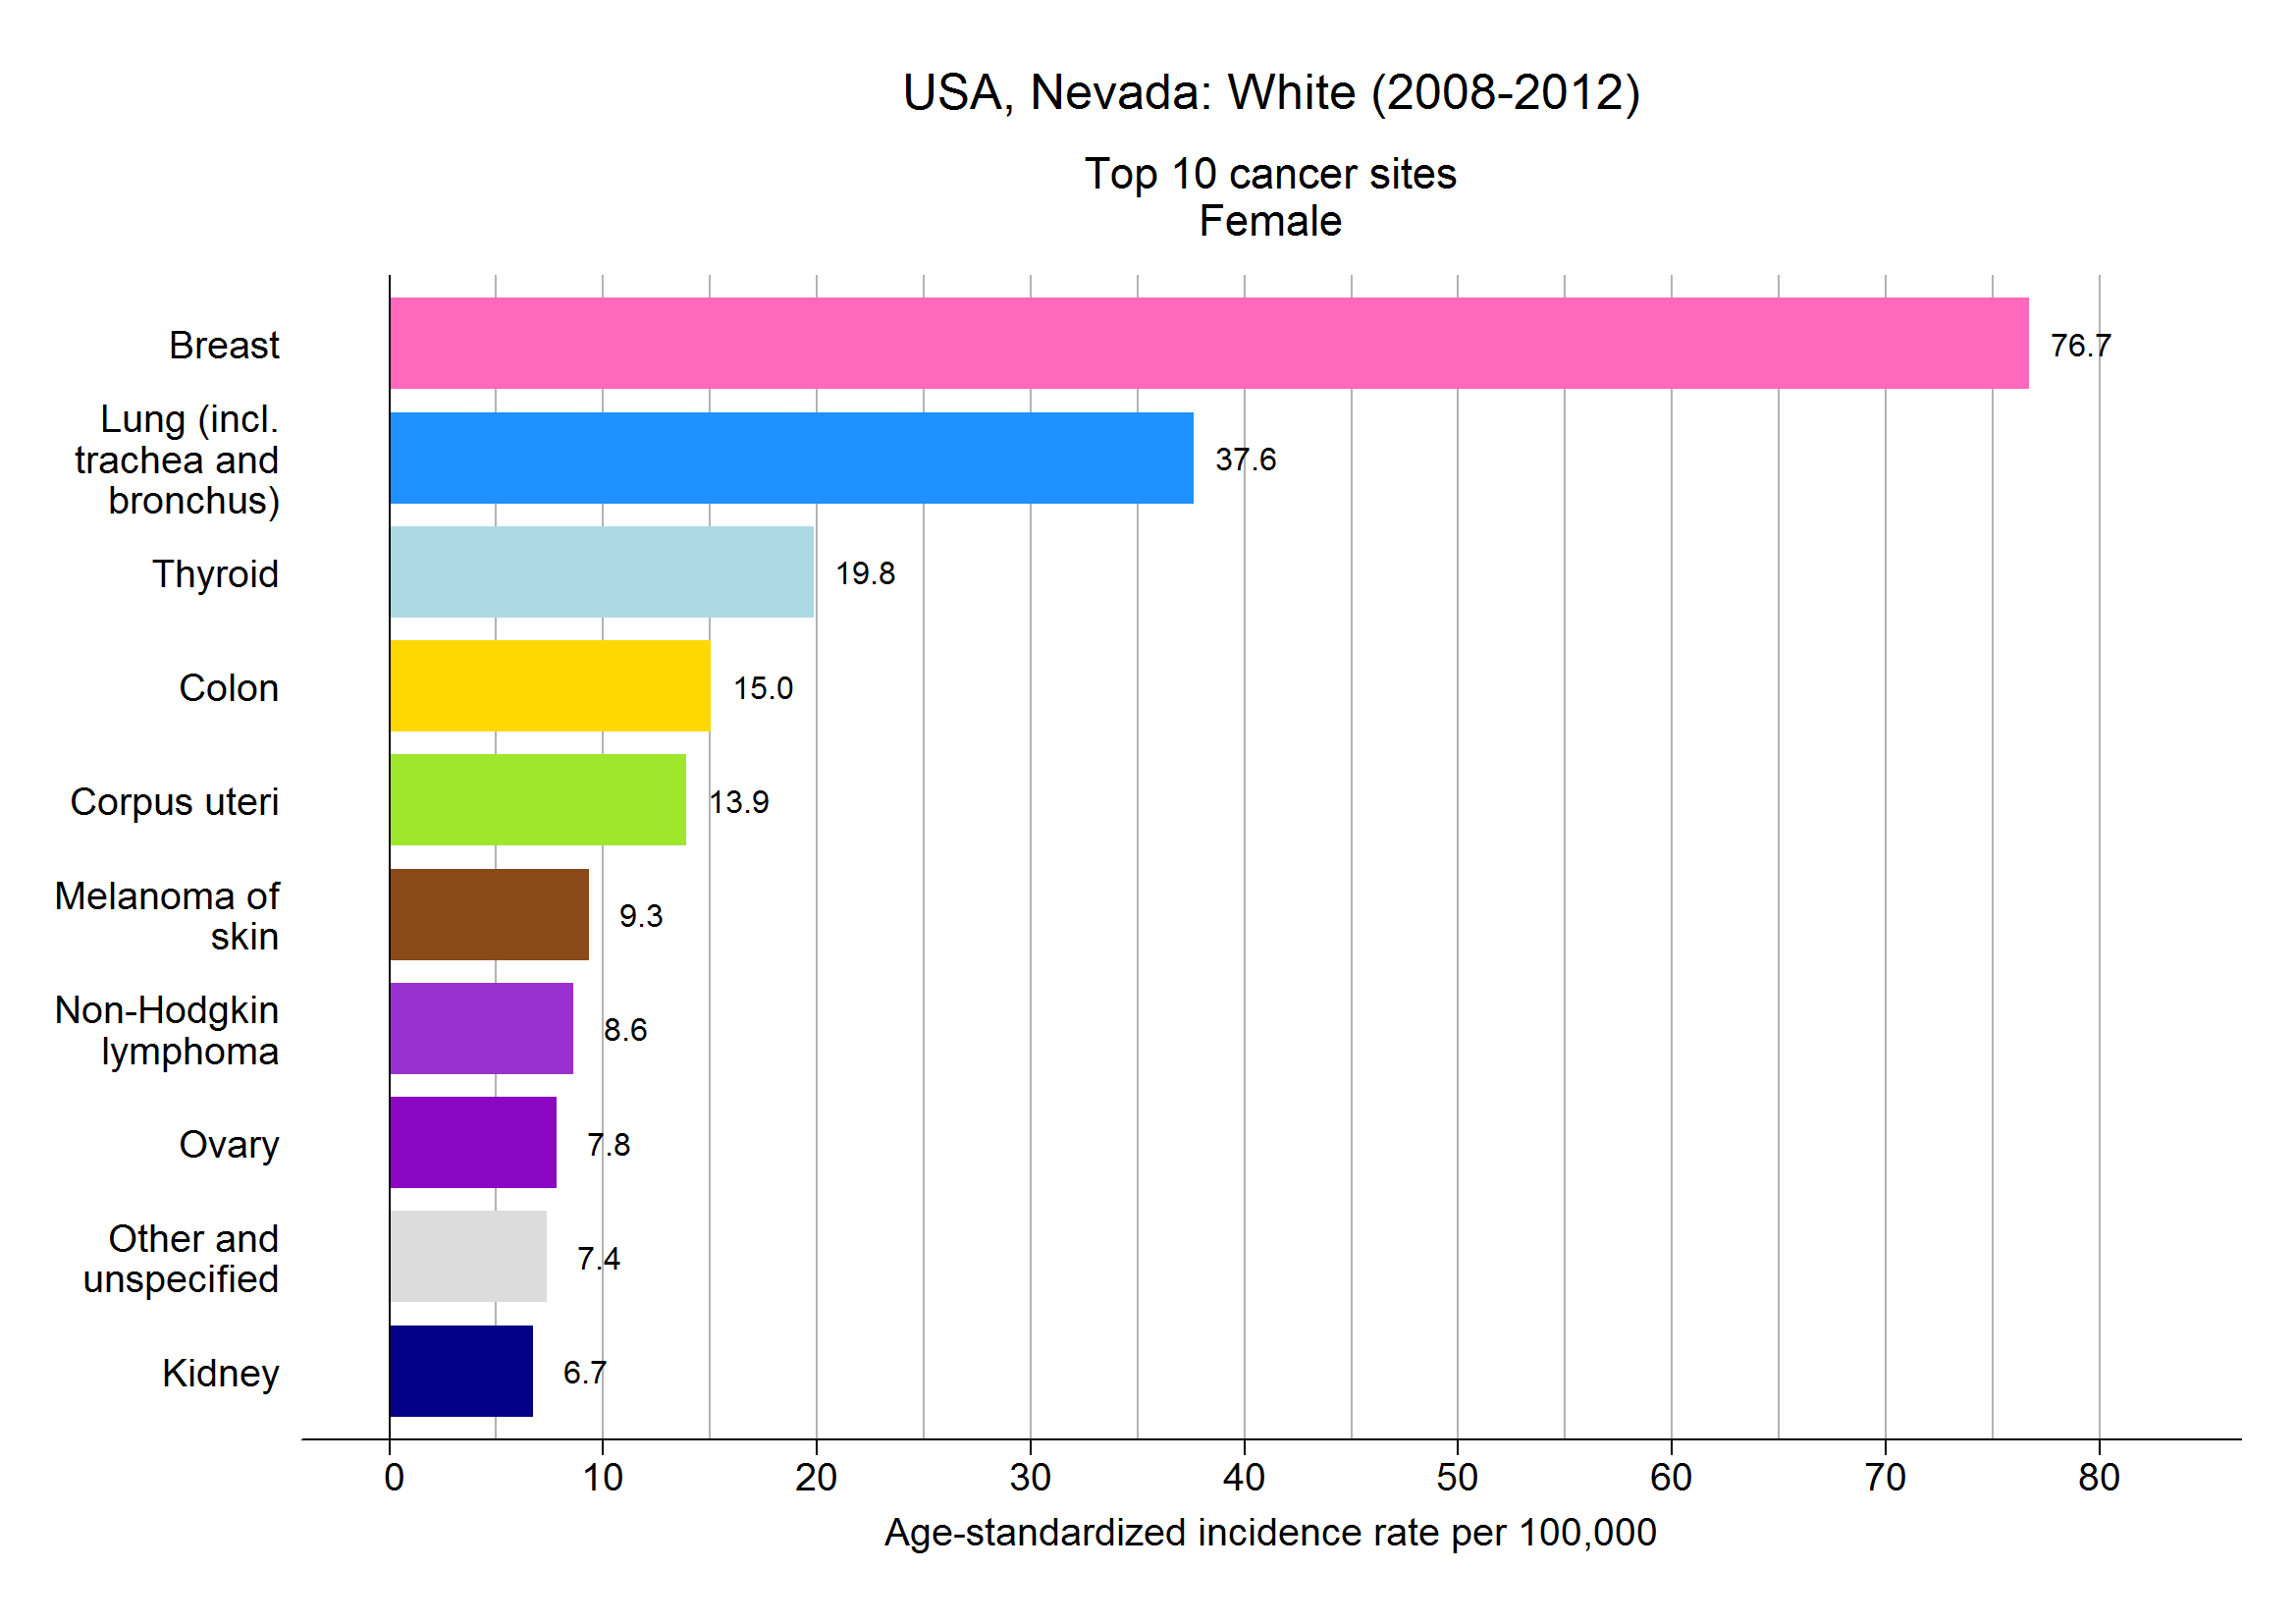 USA, Nevada: White (2008-2012)
Top 10 cancer sites
Female
Breast
76.7
Lung (incl.
trachea and
bronchus)
37.6
Thyroid
19.8
Colon
15.0
Corpus uteri
13.9
Melanoma of
skin
9.3
Non-Hodgkin
lymphoma
8.6
Ovary
7.8
Other and
unspecified
7.4
Kidney
6.7
0 10 20 30 40 50 60 70 80
Age-standardized incidence rate per 100,000